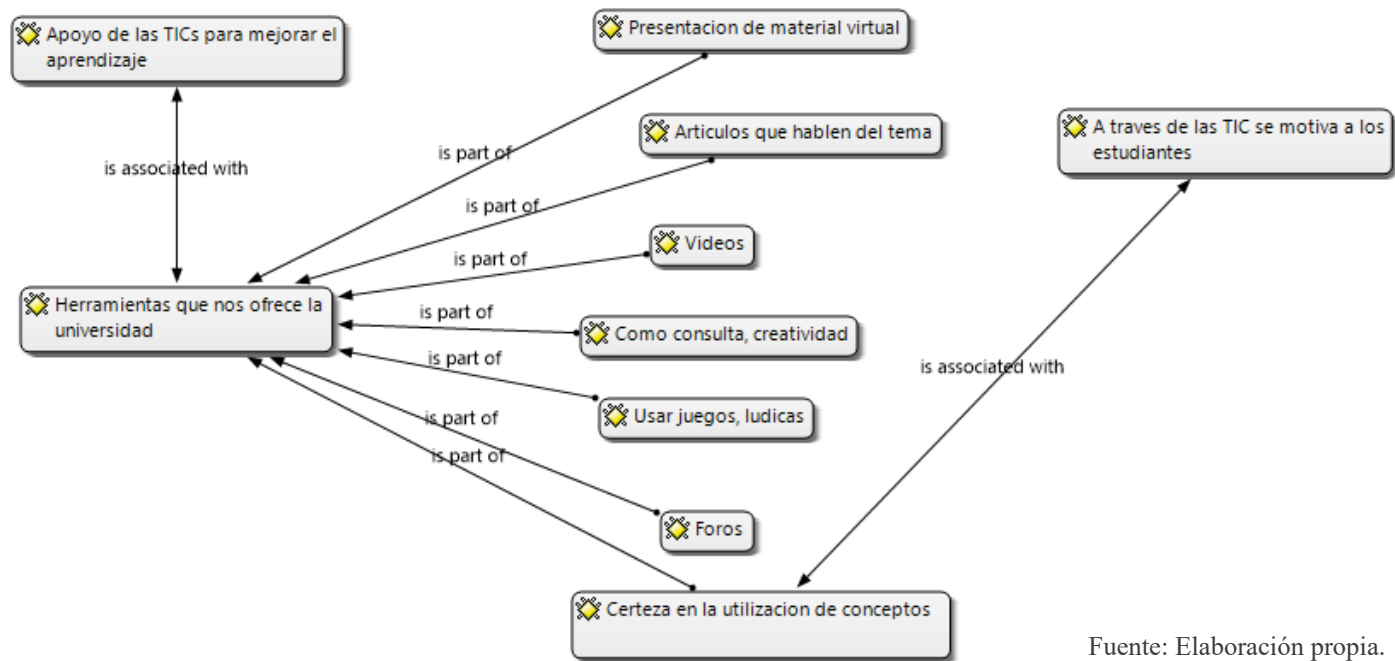 Apoyo de las TICs para mejorar el
aprendizaje
Presentacion de material virtual
Articulos que hablen del tema
A traves de las TIC se motiva a los
estudiantes
is part of
is associated with
is part of
Videos
is part of
Herramientas que nos ofrece la
universidad
is part of
Como consulta, creatividad
is part of
is associated with
Usar juegos, ludicas
is part of
is part of
Foros
Certeza en la utilizacion de conceptos
Fuente: Elaboración propia.